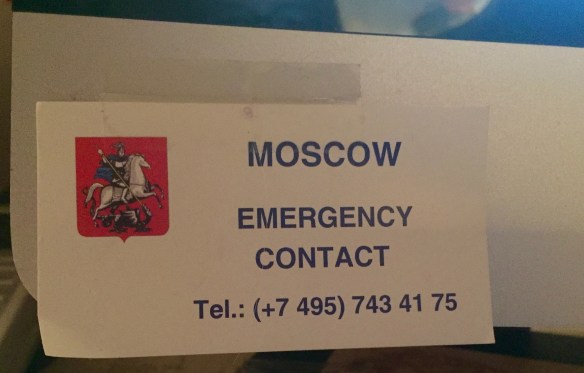 MOSCOW
EMERGENCY
CONTACT
Tel.: (+7 495) 743 41 75